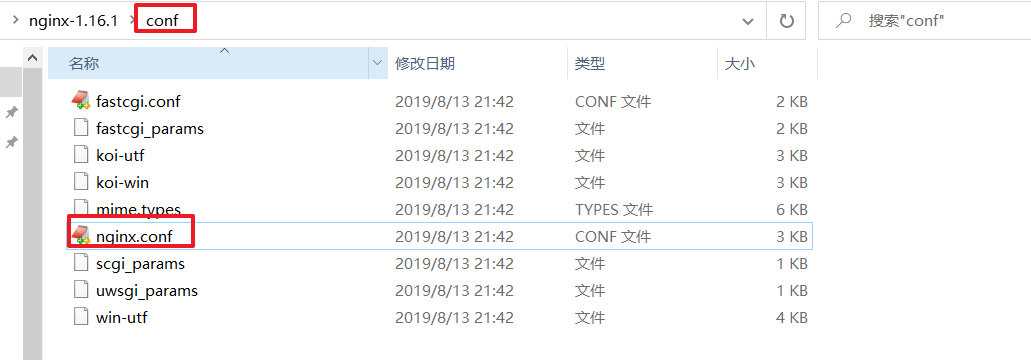 nginx-1.16.1 conf 搜索"conf"
名称 修改日期 类型 大小
fastcgi.conf 2019/8/13 21:42 CONF 文件 2 KB
fastcgi_params 2019/8/13 21:42 文件 2 KB
koi-utf 2019/8/13 21:42 文件 3 KB
koi-win 2019/8/13 21:42 文件 3 KB
mime.types 2019/8/13 21:42 TYPES 文件 6 KB
nginx.conf 2019/8/13 21:42 CONF 文件 3 KB
scgi_params 2019/8/13 21:42 文件 1 KB
uwsgi_params 2019/8/13 21:42 文件 1 KB
win-utf 2019/8/13 21:42 文件 4 KB